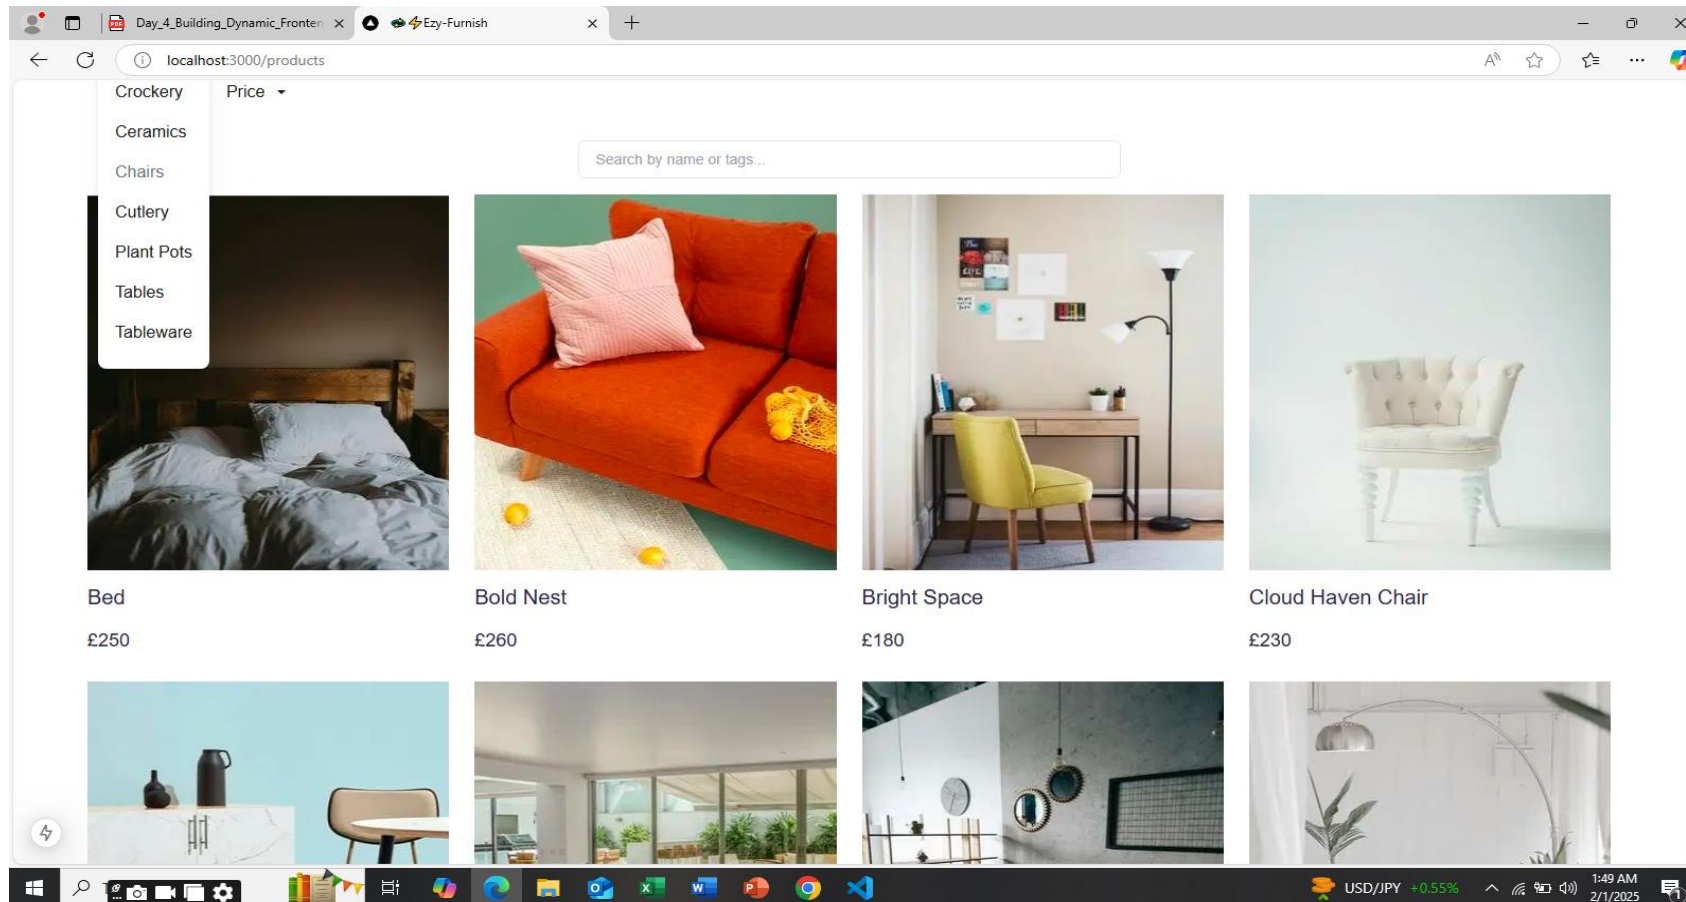 Day_4_Building_Dynamic_Fronten
Ezy-Furnish
localhost:3000/products
Crockery
Price
Ceramics
Search by name or tags...
Chairs
Cutlery
Plant Pots
Tables
Tableware
Bed
Bold Nest
Bright Space
Cloud Haven Chair
£250
£260
£180
£230
USD/JPY +0.55%
1:49 AM
2/1/2025